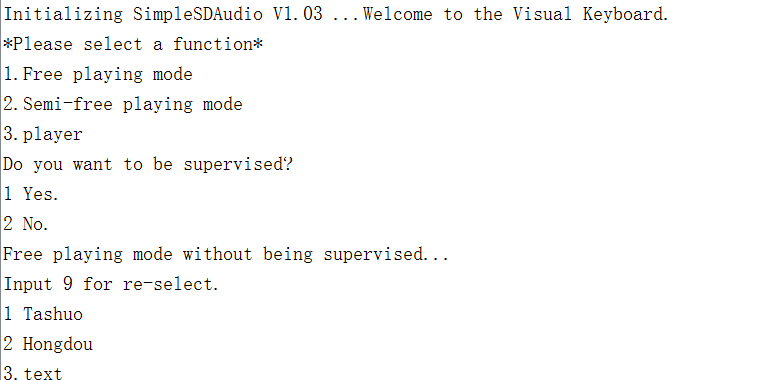 Initializing SimpleSDAudio V1.03 ...Welcome to the Visual Keyboard.
*Please select a function*
1.Free playing mode
2.Semi-free playing mode
3.player
Do you want to be supervised?
1 Yes.
2 No.
Free playing mode without being supervised...
Input 9 for re-select.
1 Tashuo
2 Hongdou
3.text